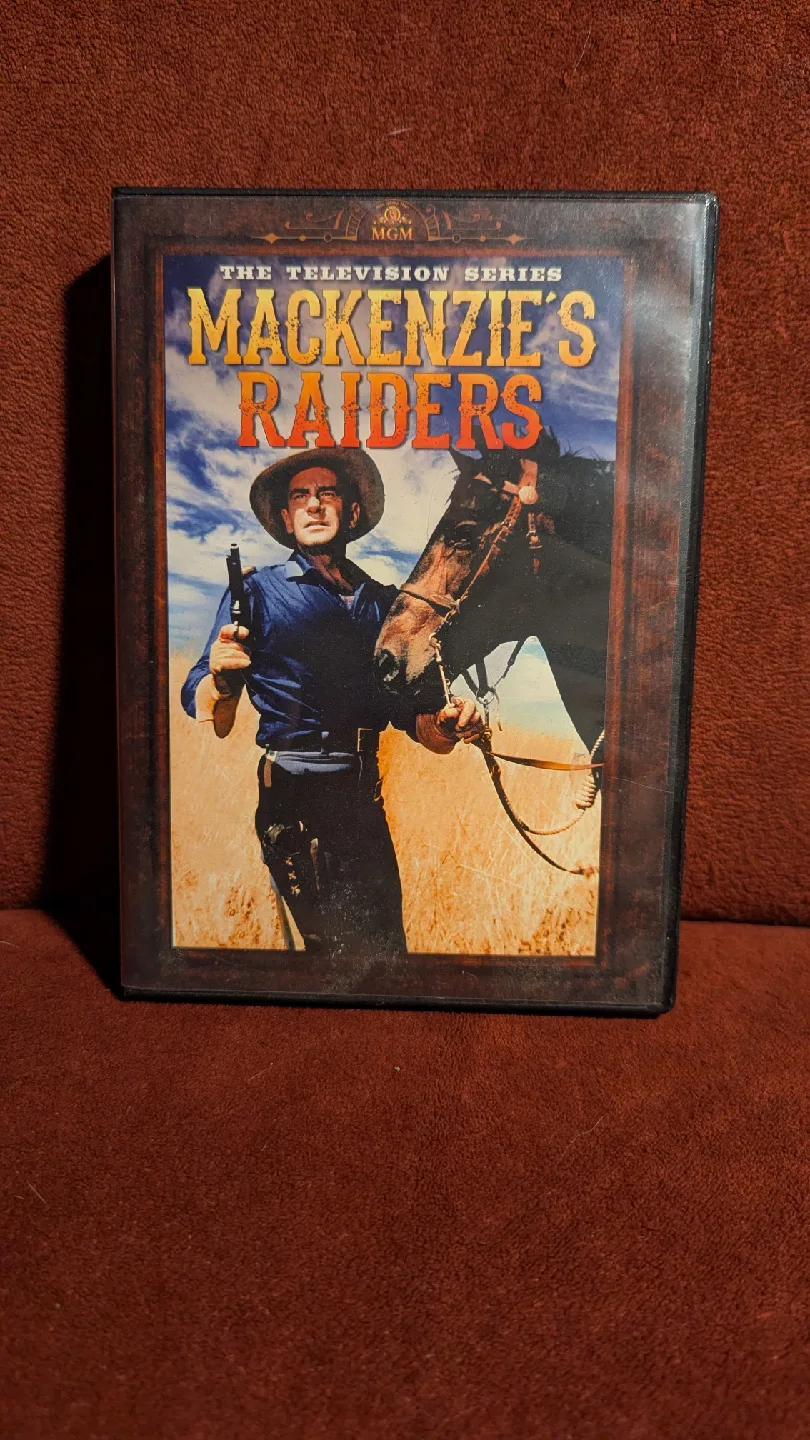 MGM
THE TELEVISION SERIES
MACKENZIE'S
RAIDERS